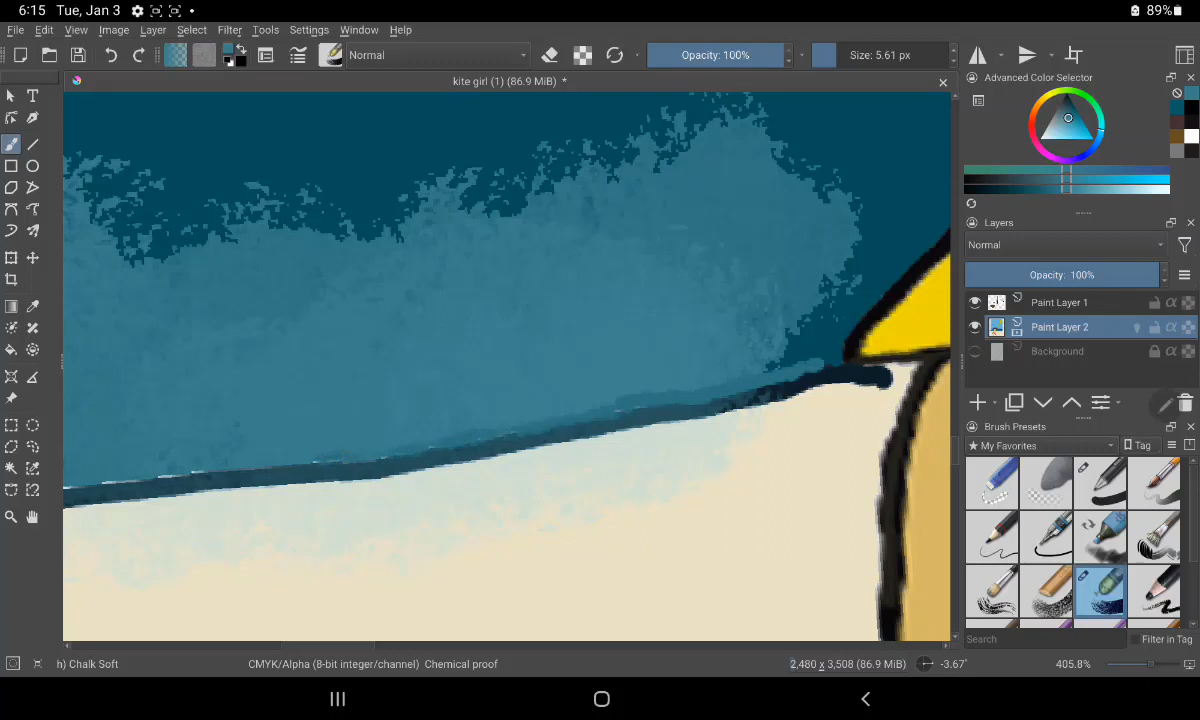 6:15 Tue, Jan 3 89%
File Edit View Image Layer Select Filter Tools Settings Window Help
Normal Opacity: 100% Size: 5.61 px
kite girl (1) (86.9 MiB) *
Advanced Color Selector
Layers
Normal
Opacity: 100%
Paint Layer 1
Paint Layer 2
Background
Brush Presets
★ My Favorites Tag
Search Filter in Tag
h) Chalk Soft CMYK/Alpha (8-bit integer/channel) Chemical proof 2,480 x 3,508 (86.9 MiB) -3.67° 405.8%